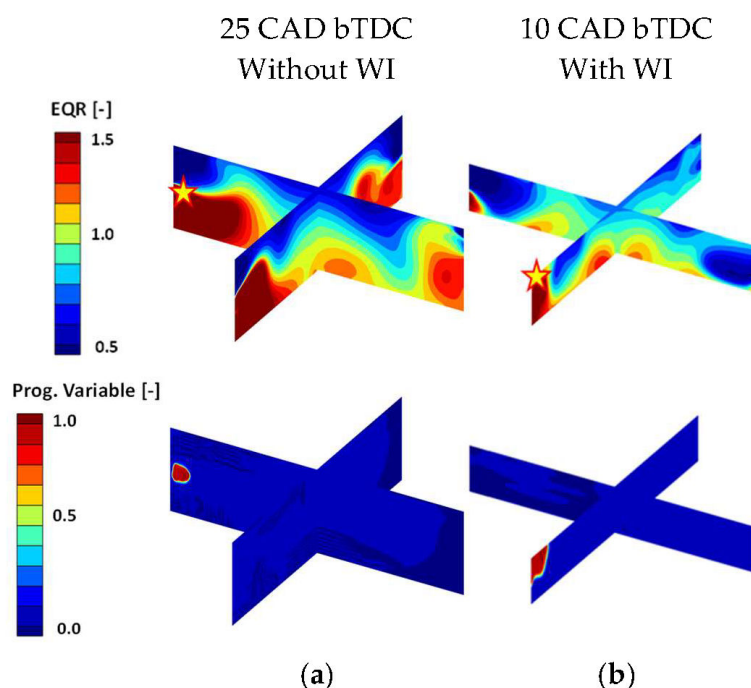 25 CAD bTDC
Without WI
10 CAD bTDC
With WI
EQR [-]
1.5
1.0
0.5
Prog. Variable [-]
1.0
0.5
0.0
(a)
(b)